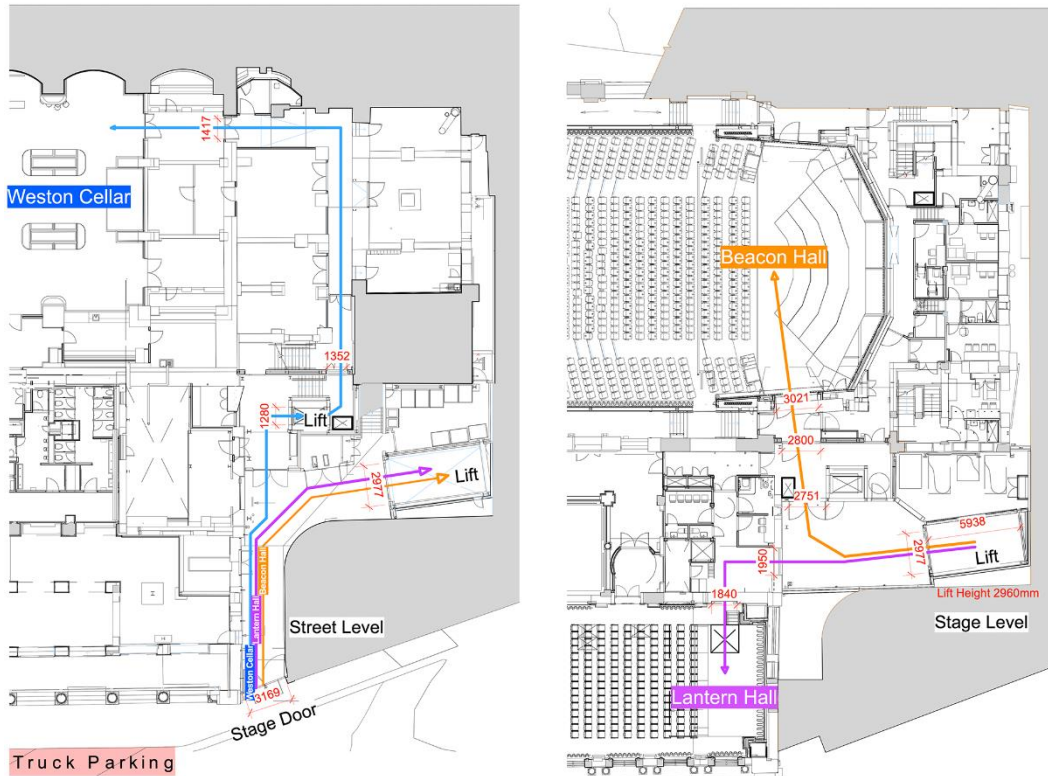 1417
Weston Cellar
1352
1280
Lift
2977
Lift
Beacon Hall
Lantern Hall
Weston Cellar
Street Level
3169
Stage Door
Truck Parking
Beacon Hall
3021
2800
2751
5938
2977
Lift
1950
1840
Lift Height 2960mm
Stage Level
Lantern Hall